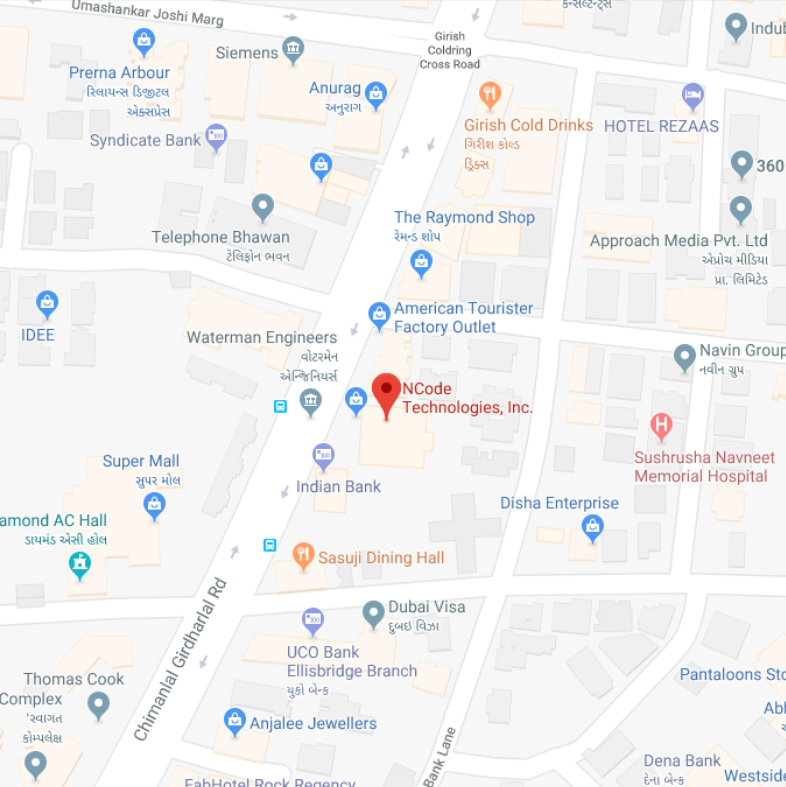 Umashankar Joshi Marg
કન્સલ્ટન્ટ્સ
Girish
Coldring
Cross Road
Siemens
Prerna Arbour
રિલાયન્સ ડિજીટલ
એક્સપ્રેસ
Anurag
અનુરાગ
Syndicate Bank
Girish Cold Drinks
ગિરીશ કોલ્ડ
ડ્રિંક્સ
HOTEL REZAAS
360
Telephone Bhawan
ટેલિફોન ભવન
The Raymond Shop
રેમન્ડ શોપ
Approach Media Pvt. Ltd
એપ્રોચ મીડિયા
પ્રા. લિમિટેડ
IDEE
American Tourister
Factory Outlet
Waterman Engineers
વોટરમેન
એન્જિનિયર્સ
Navin Group
નવીન ગ્રુપ
NCode
Technologies, Inc.
Super Mall
સુપર મોલ
Indian Bank
Sushrusha Navneet
Memorial Hospital
Disha Enterprise
amond AC Hall
ડાયમંડ એસી હોલ
Sasuji Dining Hall
Chimanlal Girdharlal Rd
Dubai Visa
દુબઇ વિઝા
UCO Bank
Ellisbridge Branch
યુકો બેન્ક
Thomas Cook
Complex
સ્વાગત
કોમ્પલેક્ષ
Anjalee Jewellers
Pantaloons Sto
Bank Lane
Dena Bank
દેના બેન્ક
Westside
FabHotel Rock Regency